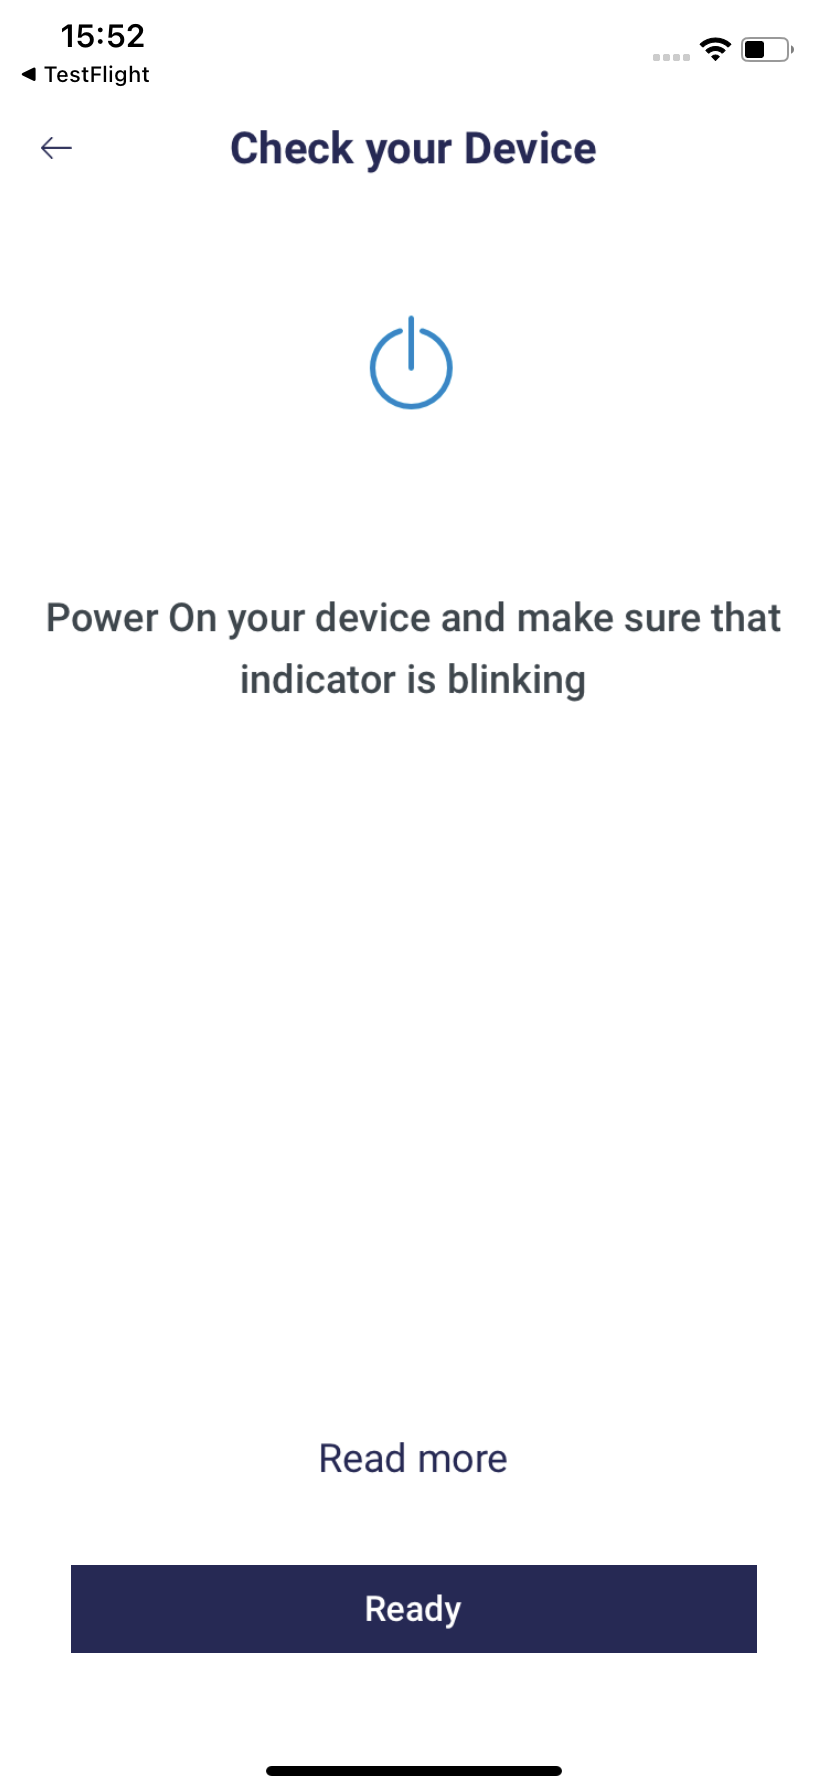 15:52
TestFlight
Check your Device
Power On your device and make sure that
indicator is blinking
Read more
Ready